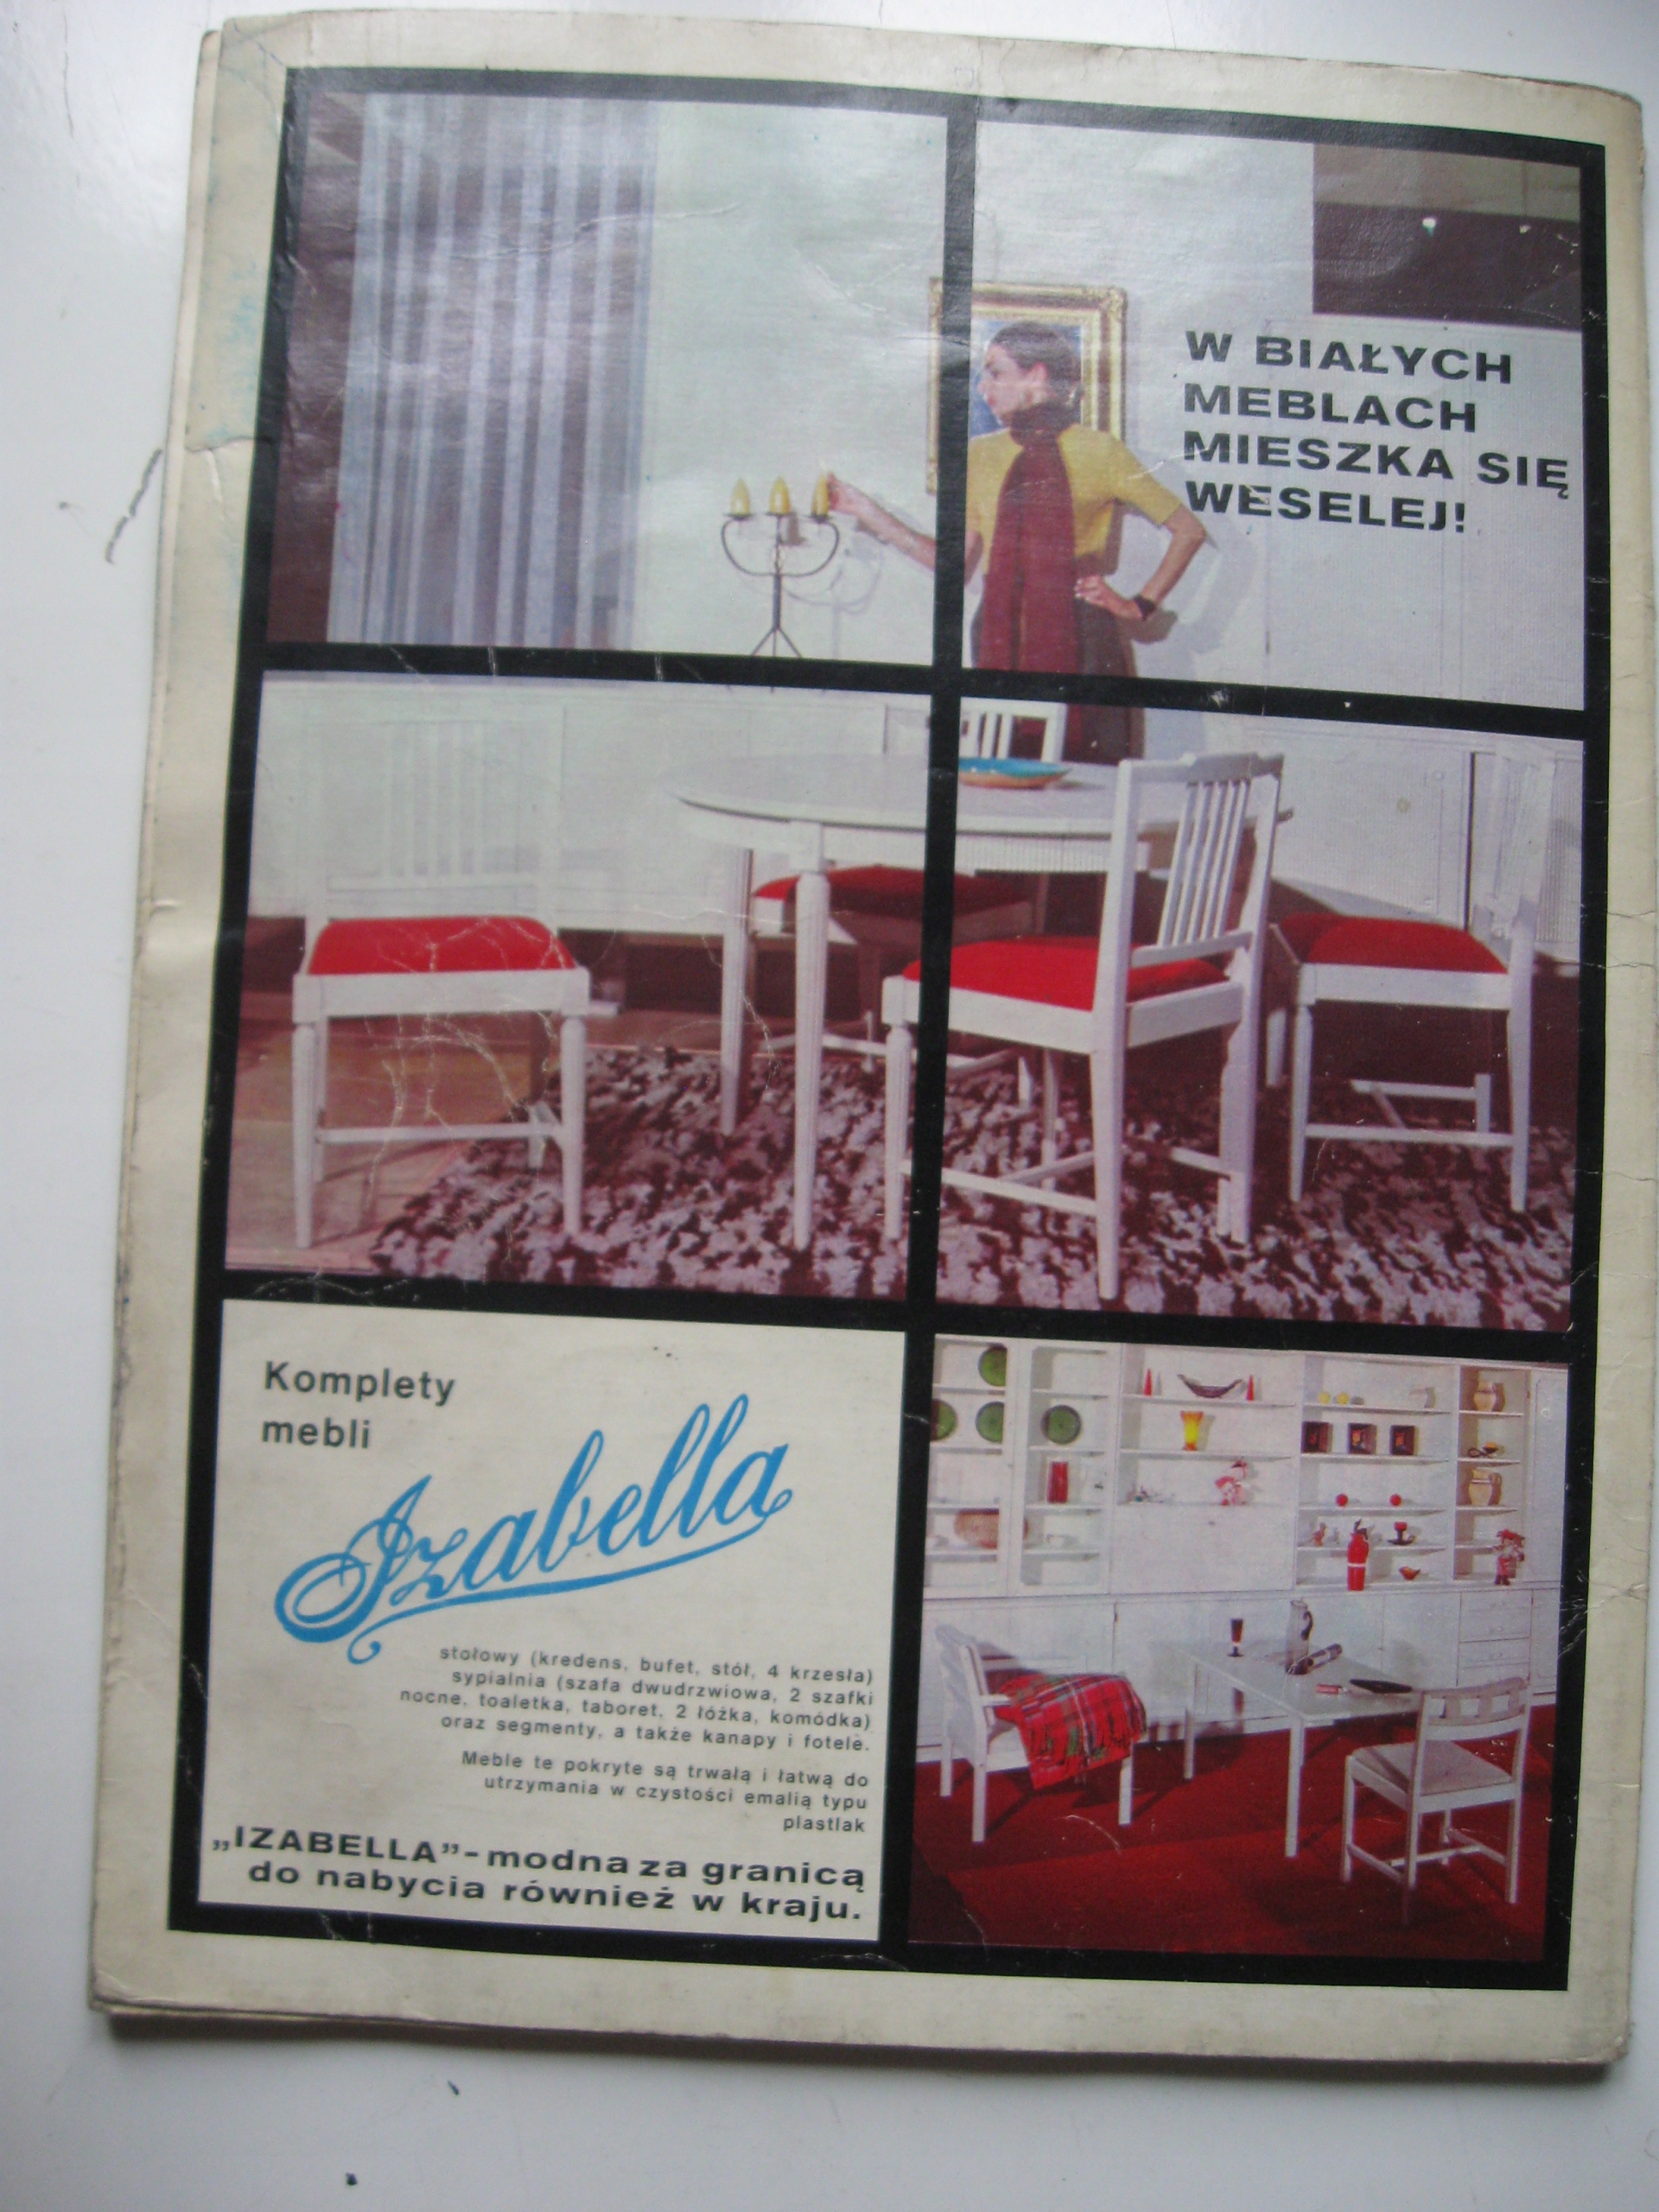 W BIAŁYCH
MEBLACH
MIESZKA SIĘ
WESELEJ!
Komplety
mebli
Izabella
stołowy (kredens, bufet, stół, 4 krzesła)
sypialnia (szafa dwudrzwiowa, 2 szafki
nocne, toaletka, taboret, 2 łóżka, komódka)
oraz segmenty, a także kanapy i fotele.
Meble te pokryte są trwałą i łatwą do
utrzymania w czystości emalią typu
plastlak
„IZABELLA”-modna za granicą
do nabycia również w kraju.